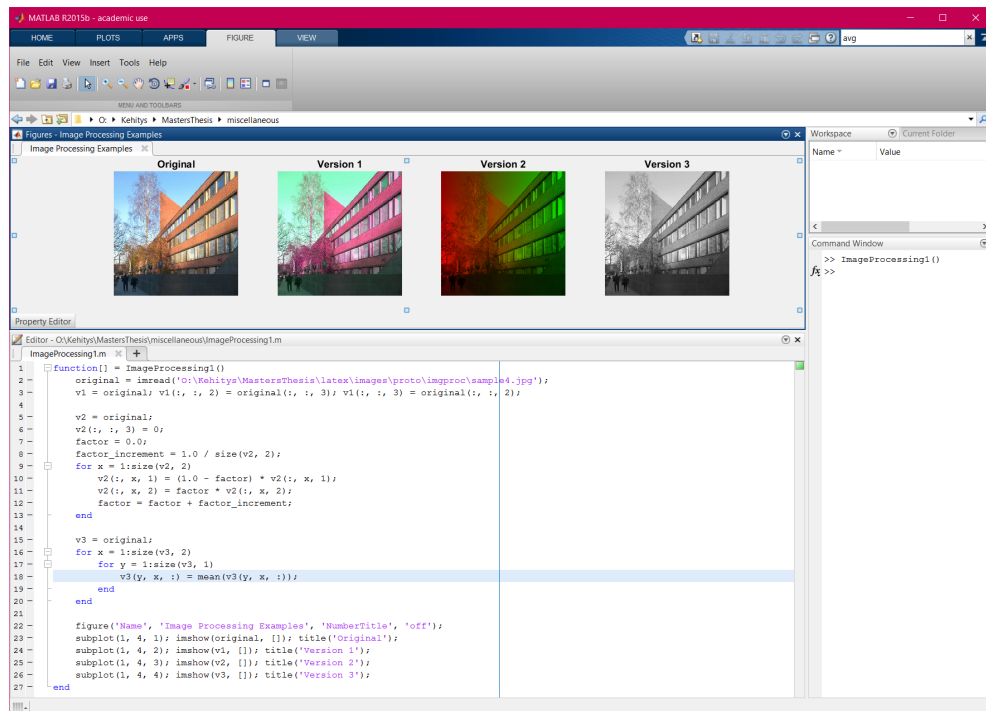 MATLAB R2015b - academic use
HOME PLOTS APPS FIGURE VIEW
avg
File Edit View Insert Tools Help
MENU AND TOOLBARS
O: Kehitys MastersThesis miscellaneous
Figures - Image Processing Examples
Image Processing Examples
Original Version 1 Version 2 Version 3
Property Editor
Workspace Current Folder
Name Value
Command Window
>> ImageProcessing1()
fx >>
Editor - O:\Kehitys\MastersThesis\miscellaneous\ImageProcessing1.m
ImageProcessing1.m +
1 function[] = ImageProcessing1()
2 - original = imread('O:\Kehitys\MastersThesis\latex\images\proto\imgproc\sample4.jpg');
3 - v1 = original; v1(:, :, 2) = original(:, :, 3); v1(:, :, 3) = original(:, :, 2);
4
5 - v2 = original;
6 - v2(:, :, 3) = 0;
7 - factor = 0.0;
8 - factor_increment = 1.0 / size(v2, 2);
9 - for x = 1:size(v2, 2)
10 - v2(:, x, 1) = (1.0 - factor) * v2(:, x, 1);
11 - v2(:, x, 2) = factor * v2(:, x, 2);
12 - factor = factor + factor_increment;
13 - end
14
15 - v3 = original;
16 - for x = 1:size(v3, 2)
17 - for y = 1:size(v3, 1)
18 - v3(y, x, :) = mean(v3(y, x, :));
19 - end
20 - end
21
22 - figure('Name', 'Image Processing Examples', 'NumberTitle', 'off');
23 - subplot(1, 4, 1); imshow(original, []); title('Original');
24 - subplot(1, 4, 2); imshow(v1, []); title('Version 1');
25 - subplot(1, 4, 3); imshow(v2, []); title('Version 2');
26 - subplot(1, 4, 4); imshow(v3, []); title('Version 3');
27 - end